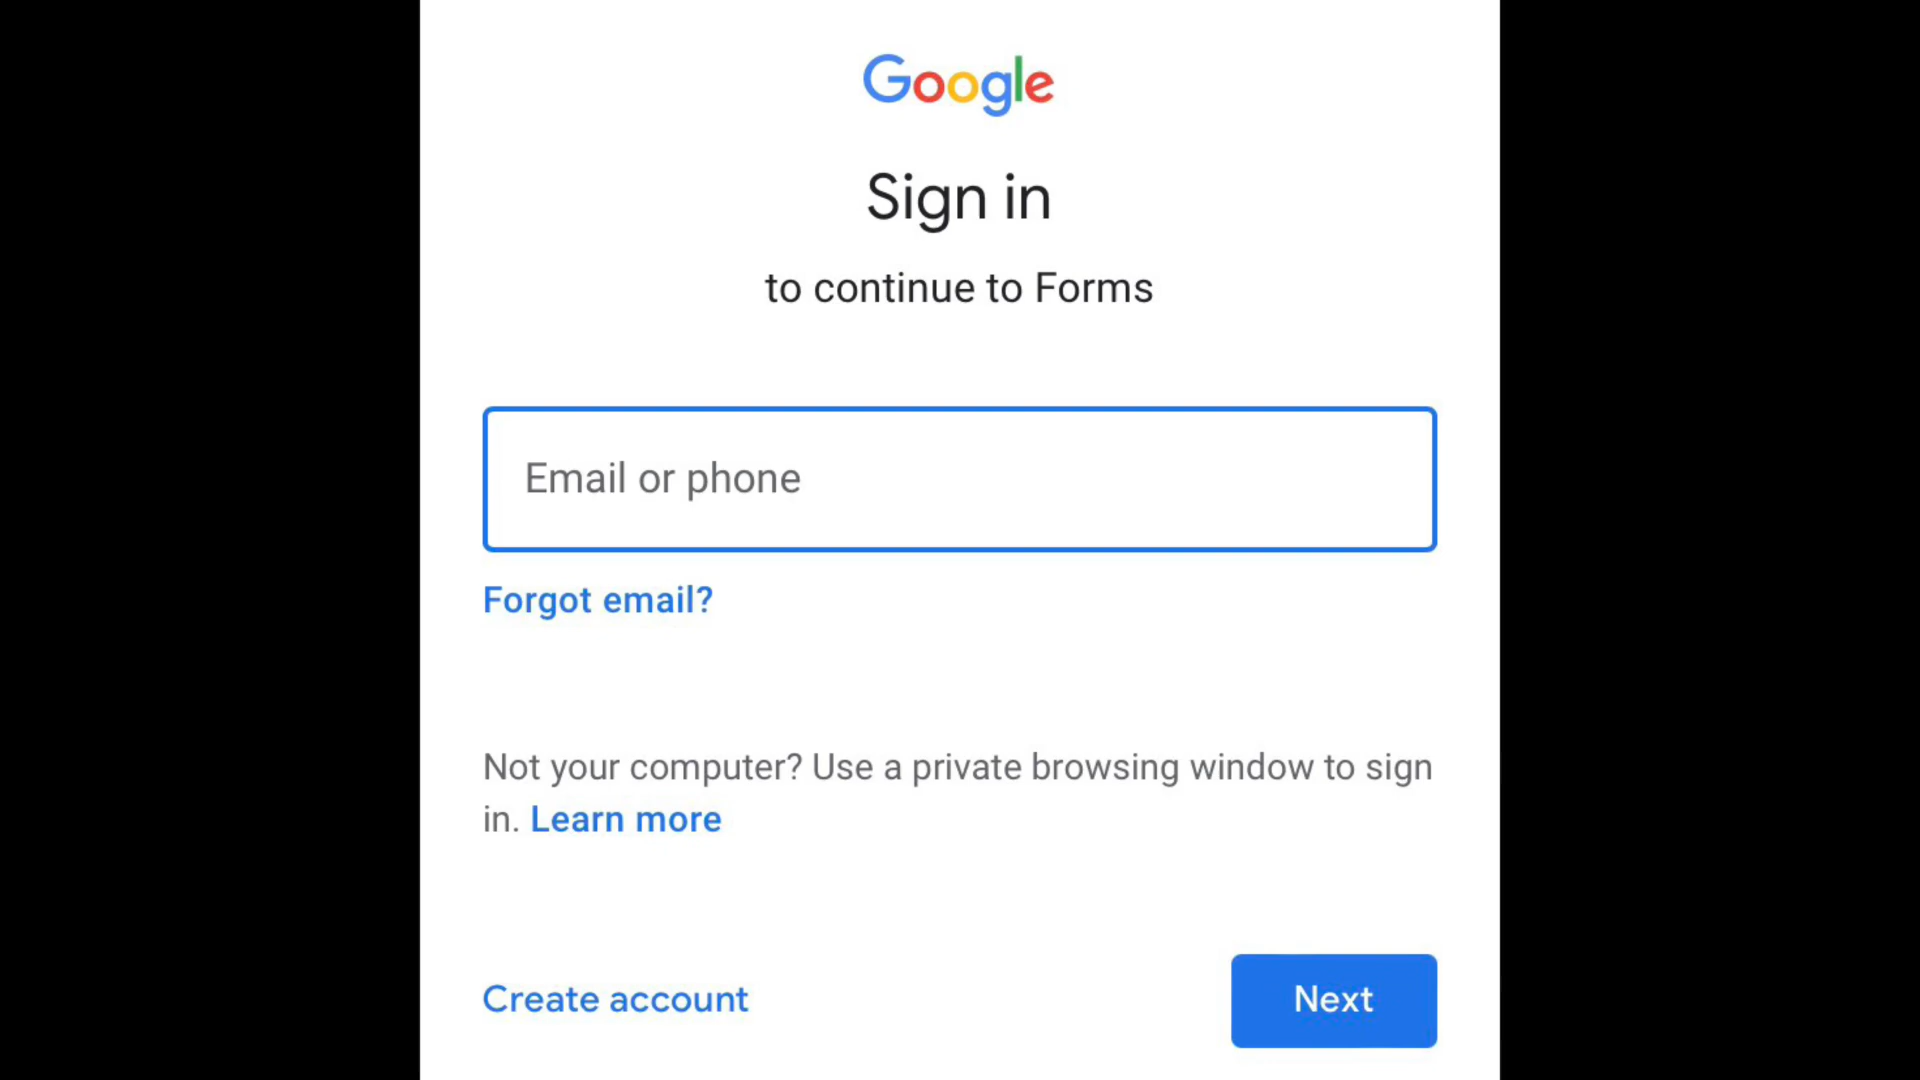 Google
Sign in
to continue to Forms
Email or phone
Forgot email?
Not your computer? Use a private browsing window to sign
in. Learn more
Create account
Next